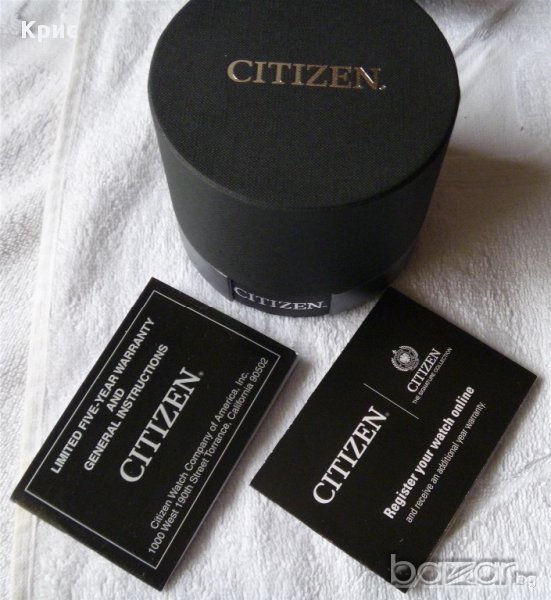 Крис
CITIZEN
CITIZEN
LIMITED FIVE-YEAR WARRANTY
AND
GENERAL INSTRUCTIONS
CITIZEN®
Citizen Watch Company of America, Inc.
1000 West 190th Street Torrance, California 90502
CITIZEN®
CITIZEN
THE SIGNATURE COLLECTION
Register your watch online
and receive an additional year warranty.
bazar.bg